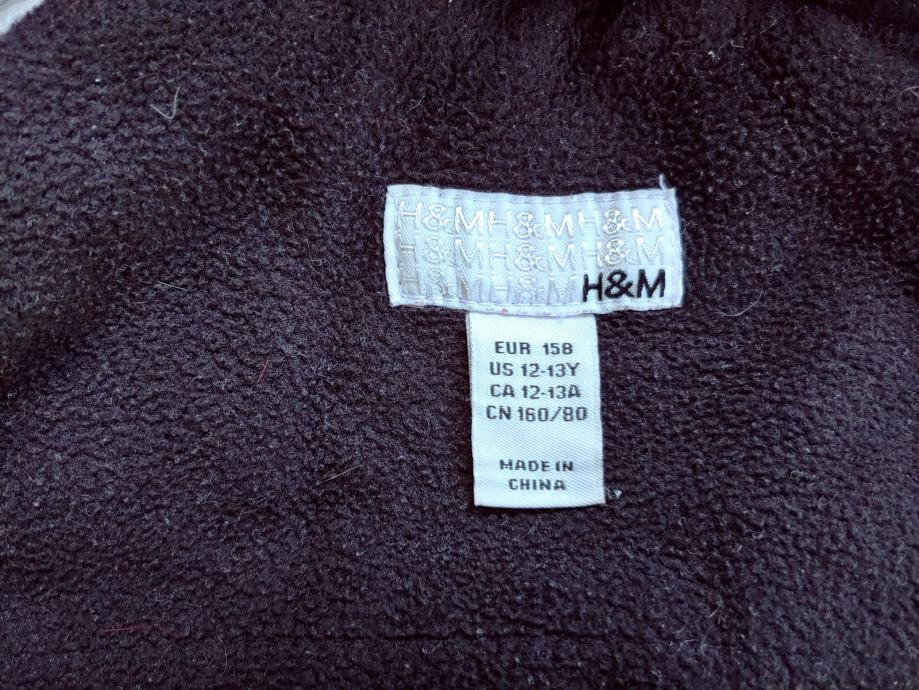 H&MH&MH&M
H&MH&MH&M
H&MH&MH&M
EUR 158
US 12-13Y
CA 12-13A
CN 160/80
MADE IN
CHINA